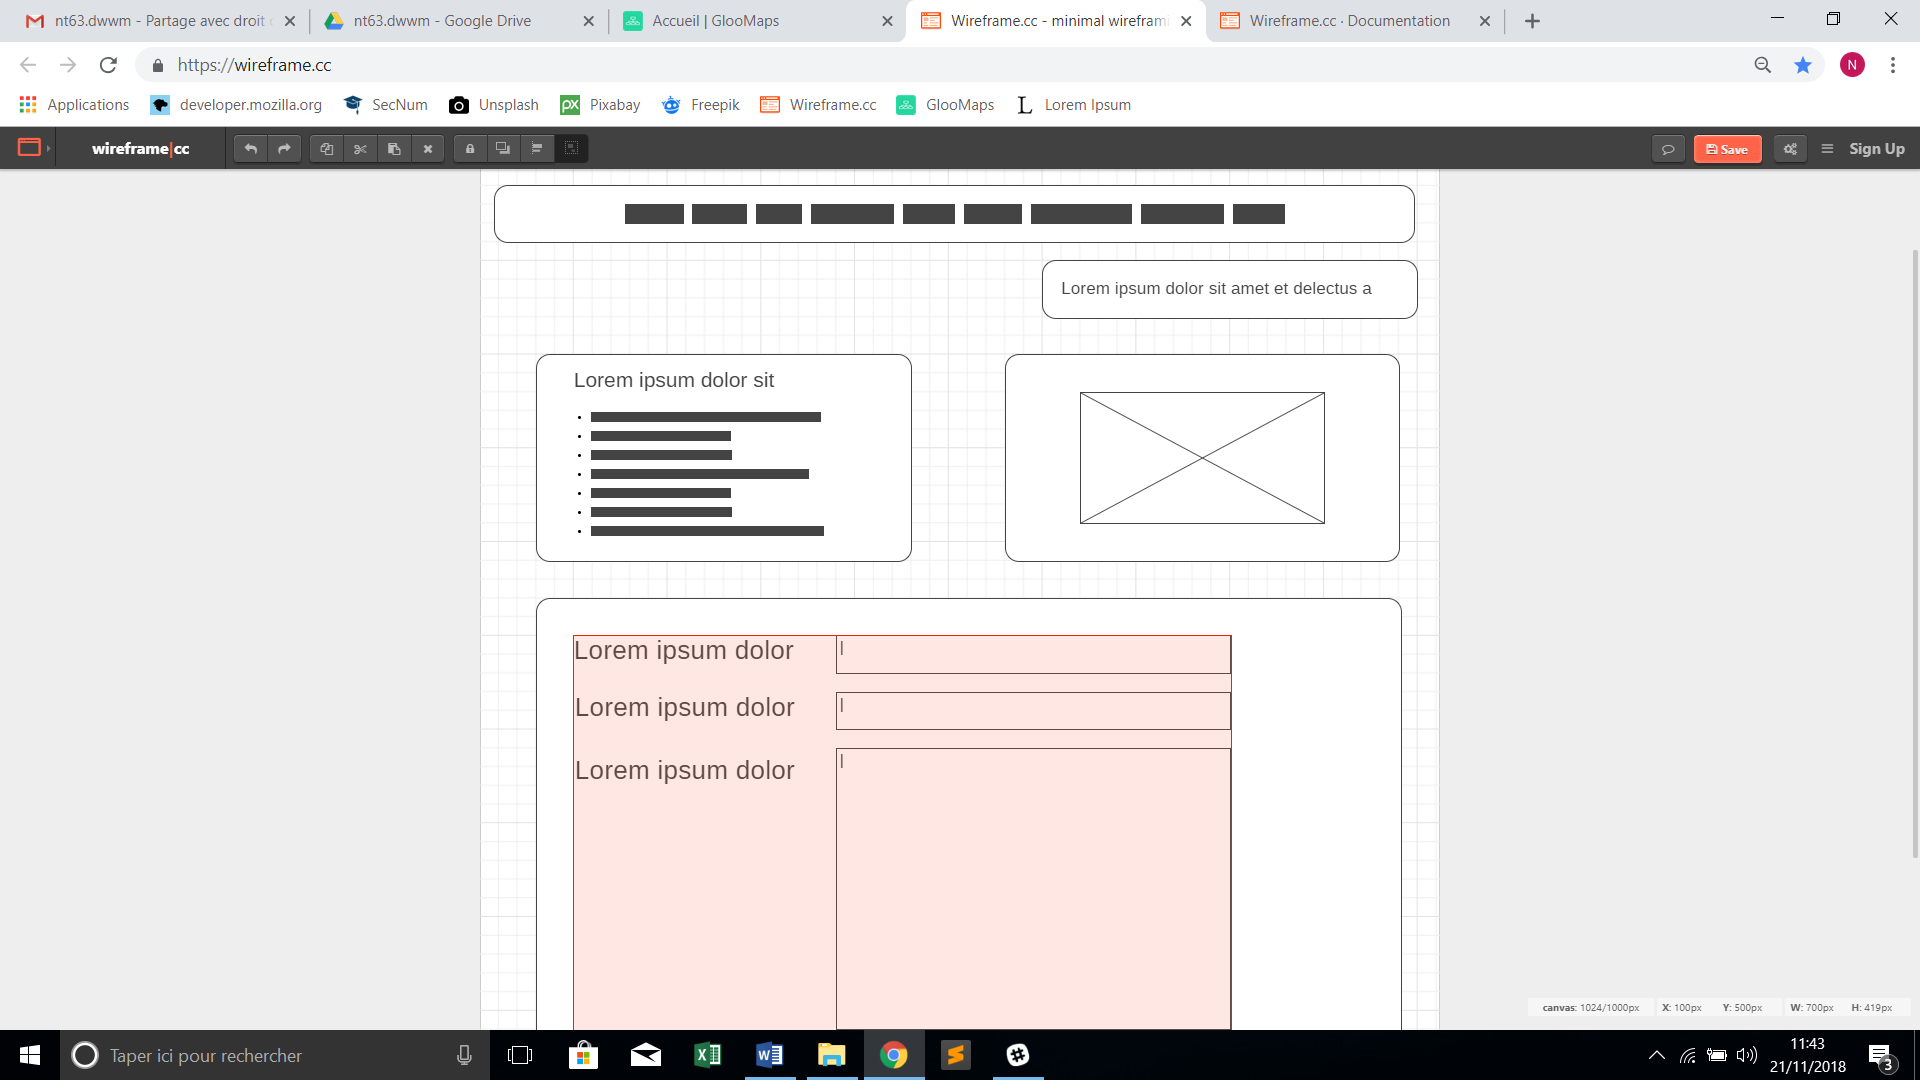 nt63.dwwm - Partage avec droit
nt63.dwwm - Google Drive
Accueil | GlooMaps
Wireframe.cc - minimal wireframi
Wireframe.cc · Documentation
https://wireframe.cc
N
Applications
developer.mozilla.org
SecNum
Unsplash
px Pixabay
Freepik
Wireframe.cc
GlooMaps
L Lorem Ipsum
wireframe|cc
Save
Sign Up
Lorem ipsum dolor sit amet et delectus a
Lorem ipsum dolor sit
Lorem ipsum dolor
Lorem ipsum dolor
Lorem ipsum dolor
canvas: 1024/1000px X: 100px Y: 500px W: 700px H: 419px
Taper ici pour rechercher
11:43
21/11/2018
3